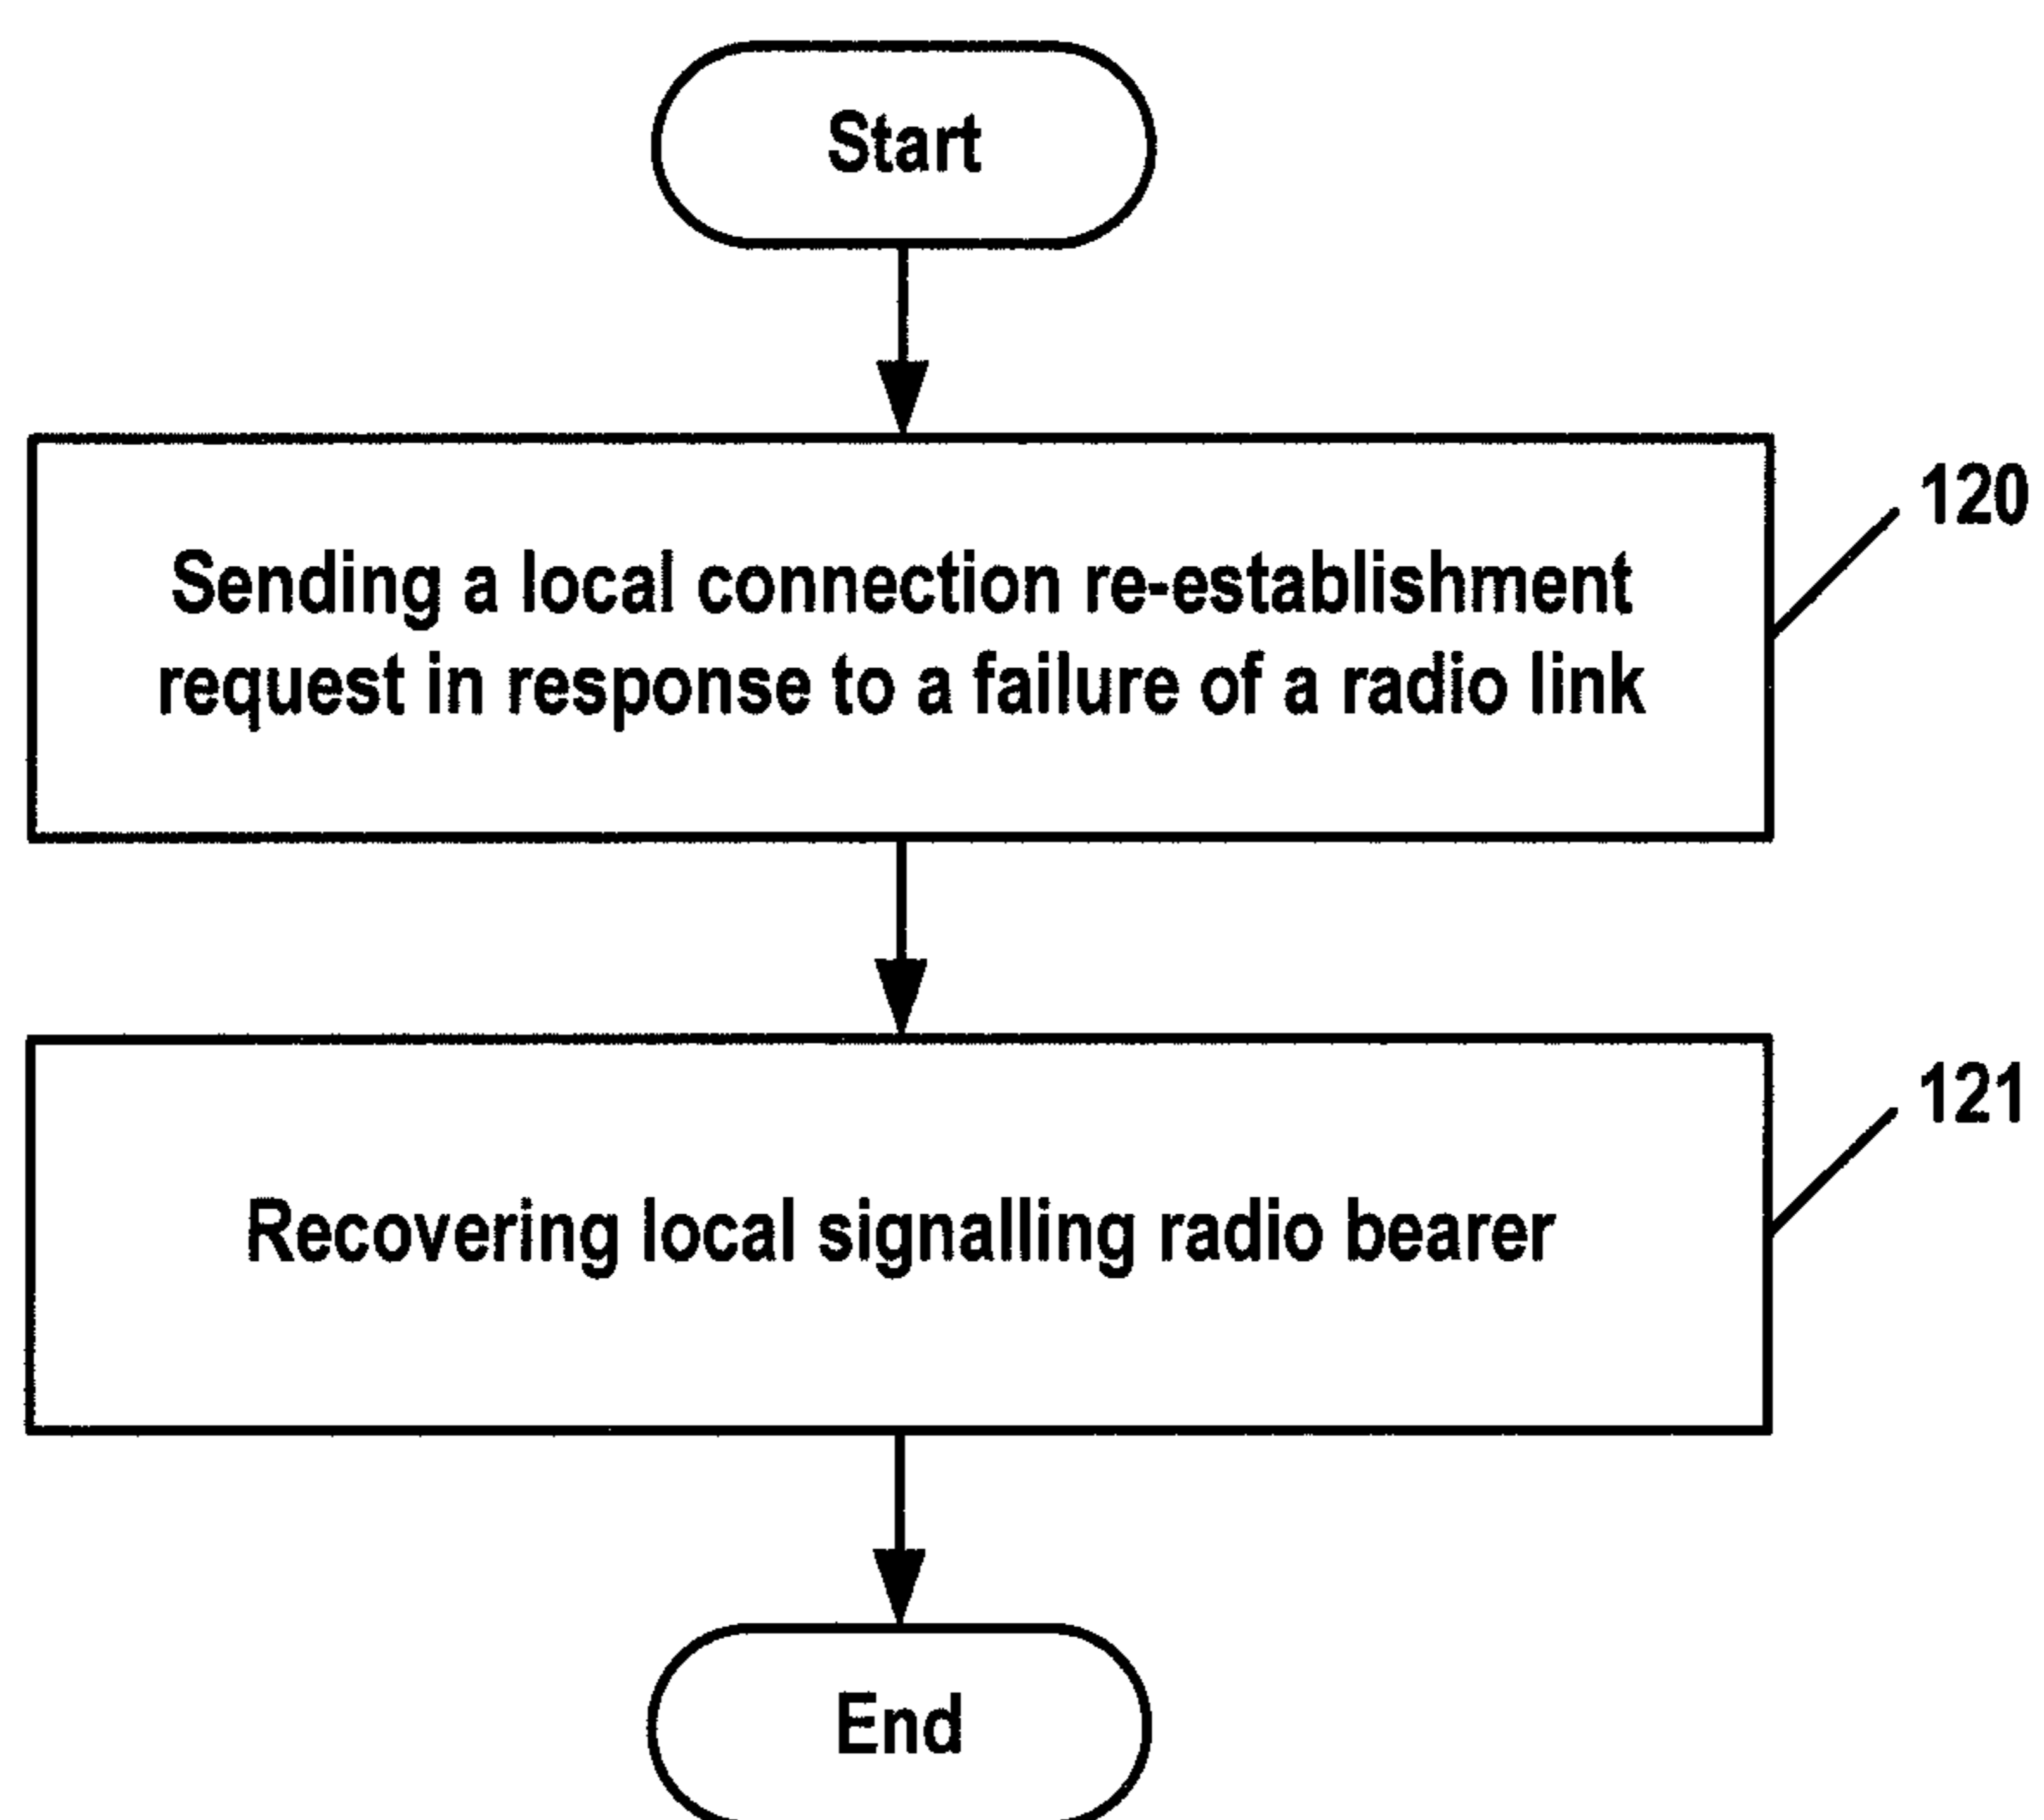 Start
120
Sending a local connection re-establishment
request in response to a failure of a radio link
121
Recovering local signalling radio bearer
End